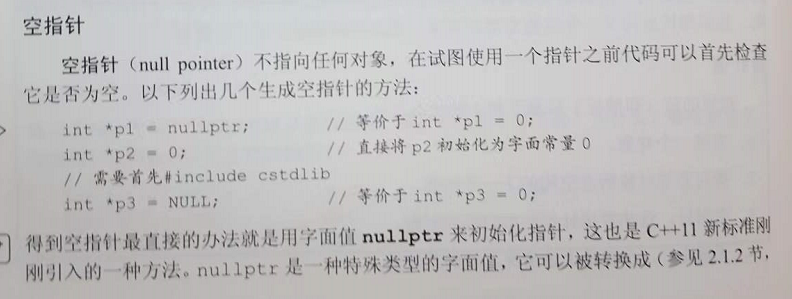 空指针
空指针（null pointer）不指向任何对象，在试图使用一个指针之前代码可以首先检查
它是否为空。以下列出几个生成空指针的方法：
int *p1 = nullptr; // 等价于 int *p1 = 0;
int *p2 = 0; // 直接将 p2 初始化为字面常量 0
// 需要首先#include cstdlib
int *p3 = NULL; // 等价于 int *p3 = 0;
得到空指针最直接的办法就是用字面值 nullptr 来初始化指针，这也是 C++11 新标准刚
刚引入的一种方法。nullptr 是一种特殊类型的字面值，它可以被转换成（参见 2.1.2 节，